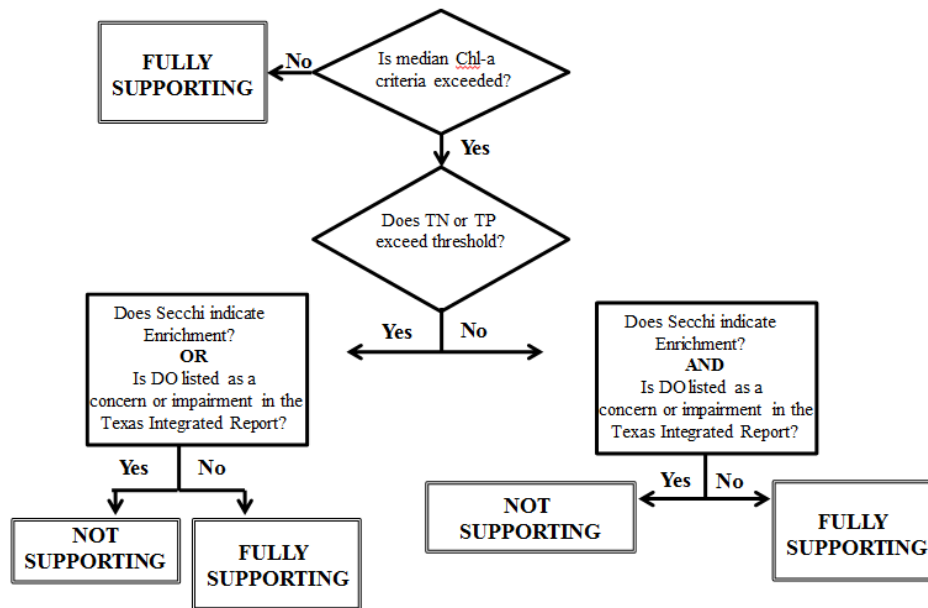 Is median Chl-a
criteria exceeded?
No
FULLY
SUPPORTING
Yes
Does TN or TP
exceed threshold?
Yes
No
Does Secchi indicate
Enrichment?
OR
Is DO listed as a
concern or impairment in the
Texas Integrated Report?
Yes
No
NOT
SUPPORTING
FULLY
SUPPORTING
Does Secchi indicate
Enrichment?
AND
Is DO listed as a
concern or impairment in the
Texas Integrated Report?
Yes
No
NOT
SUPPORTING
FULLY
SUPPORTING